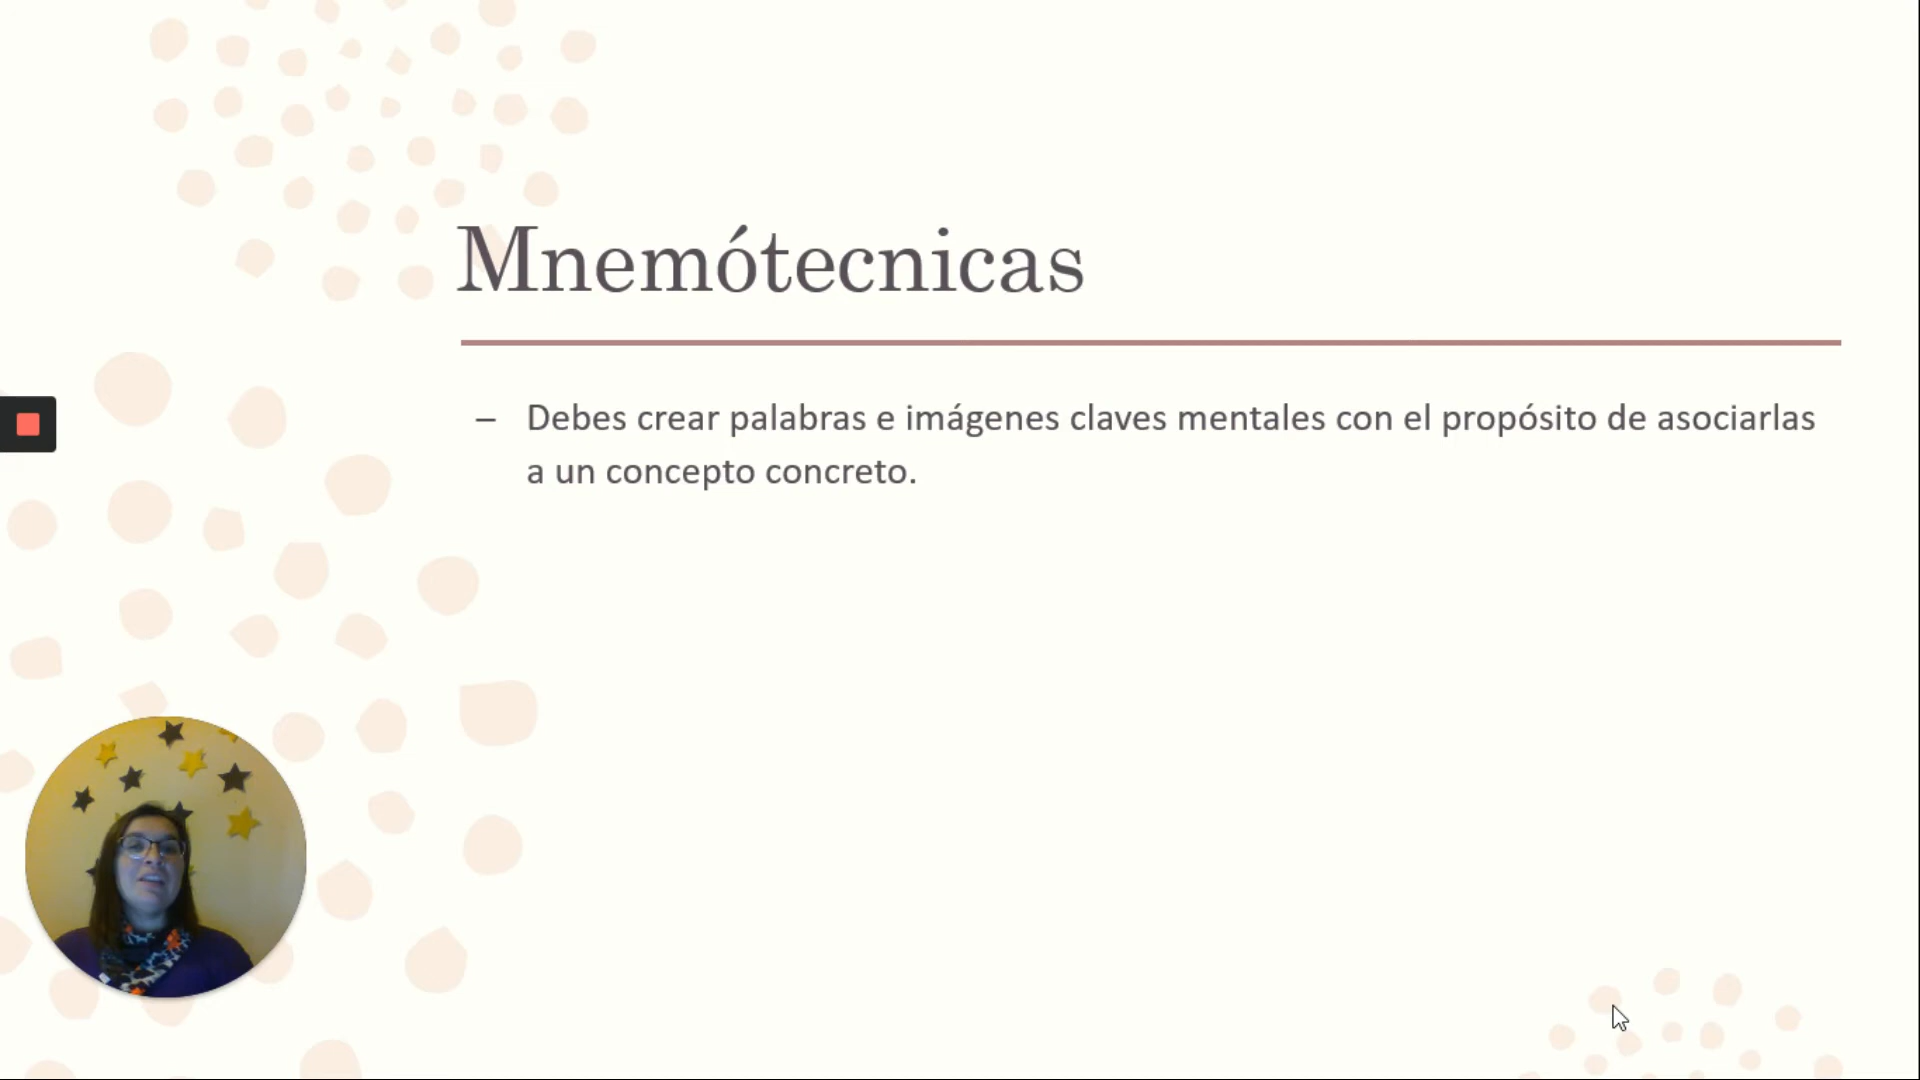 Mnemótecnicas
– Debes crear palabras e imágenes claves mentales con el propósito de asociarlas
a un concepto concreto.